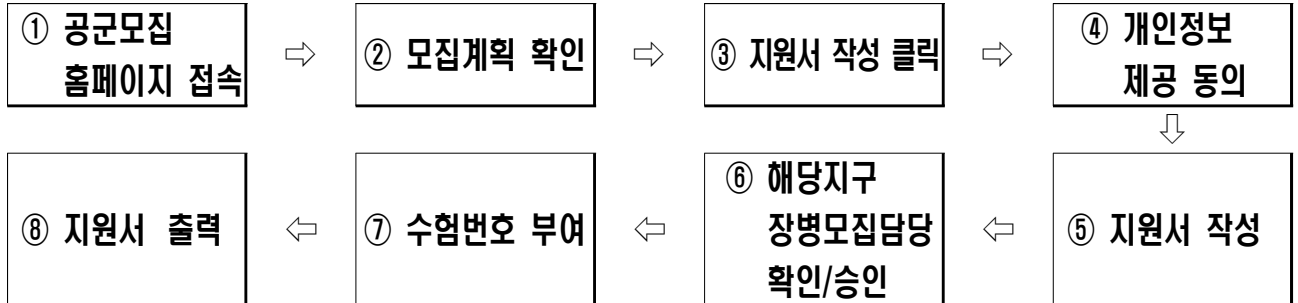 ① 공군모집
홈페이지 접속
⇨
② 모집계획 확인
⇨
③ 지원서 작성 클릭
⇨
④ 개인정보
제공 동의
⇩
⑤ 지원서 작성
⇦
⑥ 해당지구
장병모집담당
확인/승인
⇦
⑦ 수험번호 부여
⇦
⑧ 지원서 출력